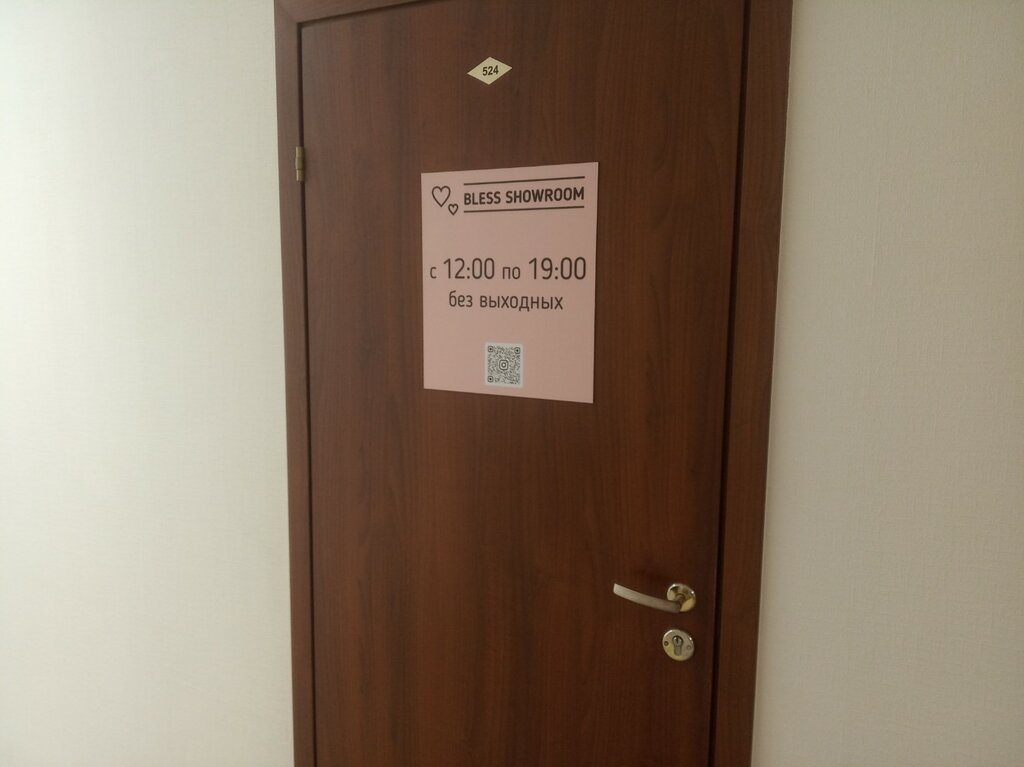 524
BLESS SHOWROOM
с 12:00 по 19:00
без выходных